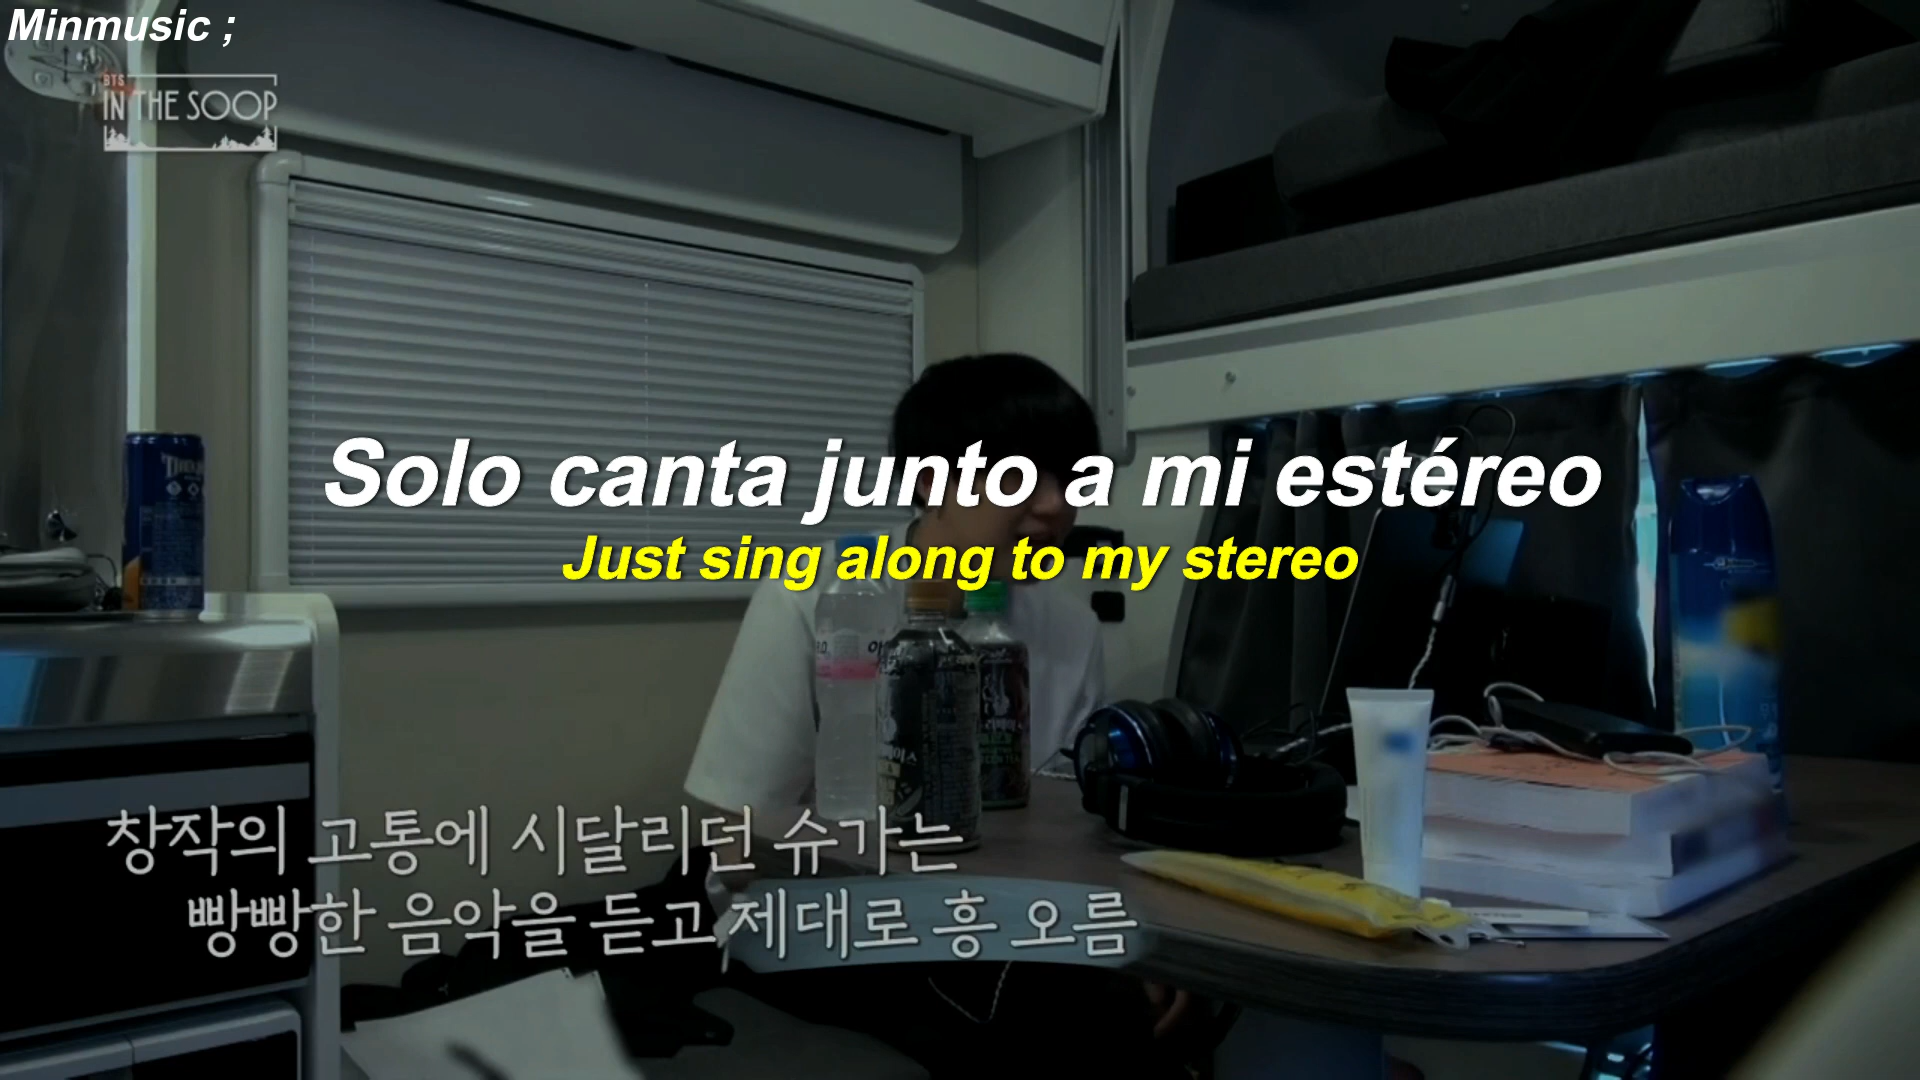 Minmusic ;
BTS
IN THE SOOP
Solo canta junto a mi estéreo
Just sing along to my stereo
창작의 고통에 시달리던 슈가는
빵빵한 음악을 듣고 제대로 흥 오름